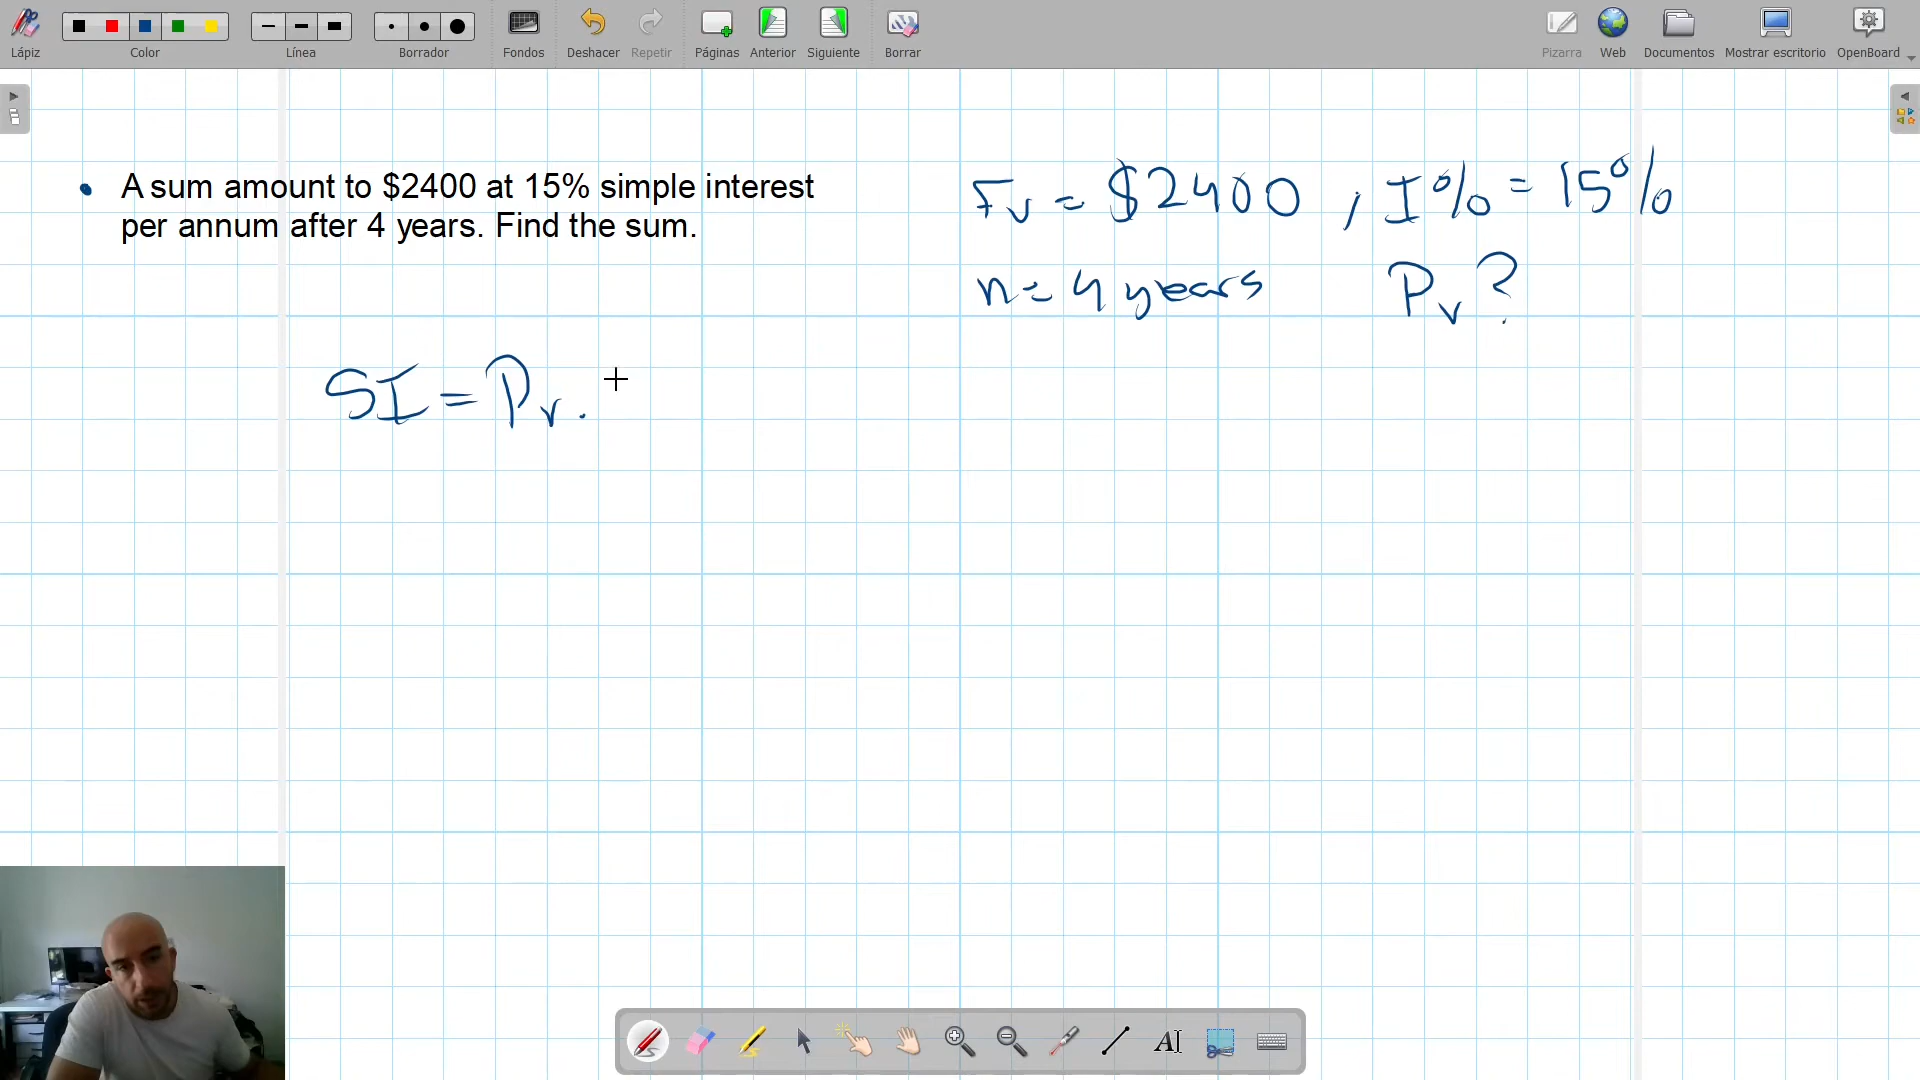 Lápiz Color Línea Borrador Fondos Deshacer Repetir Páginas Anterior Siguiente Borrar Pizarra Web Documentos Mostrar escritorio OpenBoard
• A sum amount to $2400 at 15% simple interest
per annum after 4 years. Find the sum.
Fv = $2400 , I% = 15%
n = 4 years Pv ?
SI = Pv .